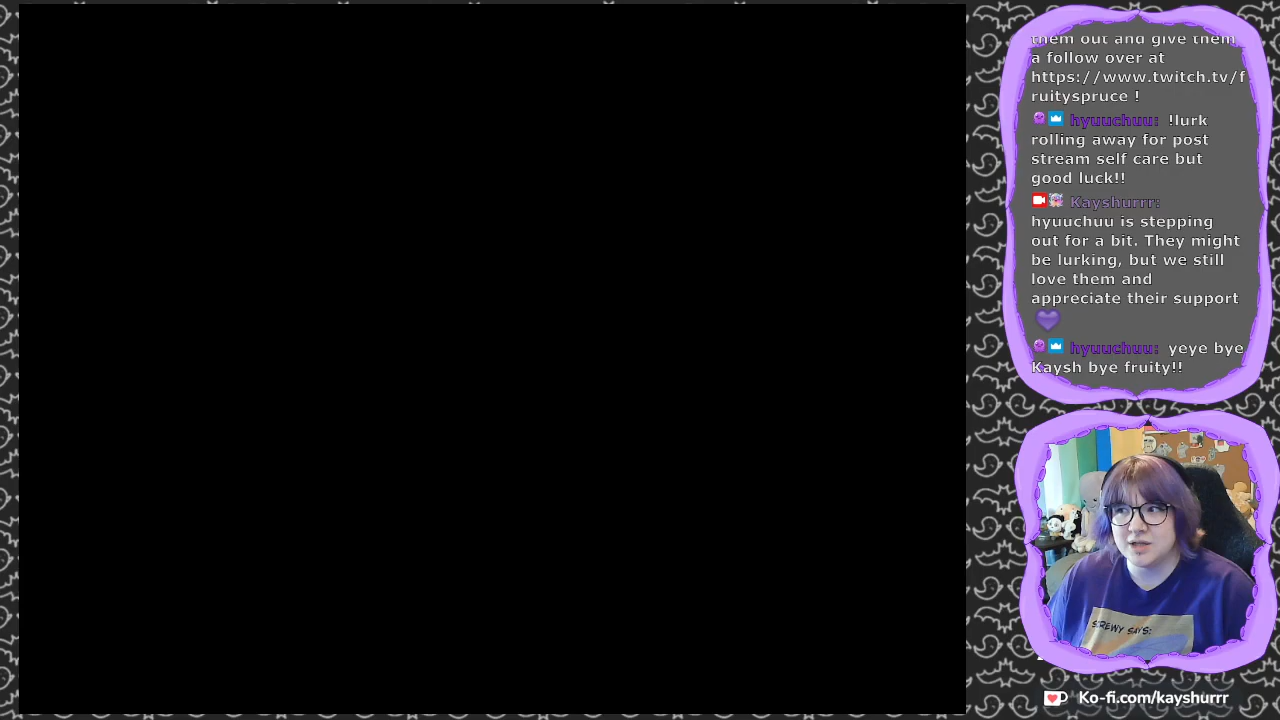 them out and give them
a follow over at
https://www.twitch.tv/f
ruityspruce !
hyuuchuu: !lurk
rolling away for post
stream self care but
good luck!!
Kayshurrr:
hyuuchuu is stepping
out for a bit. They might
be lurking, but we still
love them and
appreciate their support
hyuuchuu: yeye bye
Kaysh bye fruity!!
SCREWY SAYS:
Ko-fi.com/kayshurrr